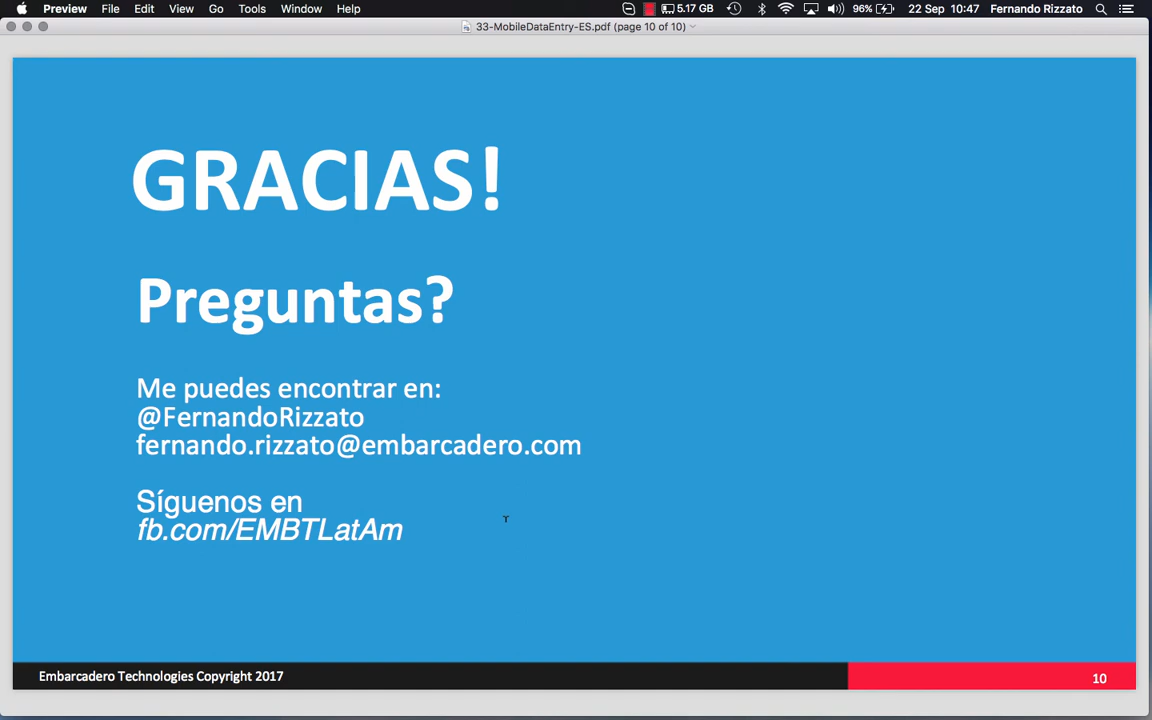 Preview File Edit View Go Tools Window Help 5.17 GB 96% 22 Sep 10:47 Fernando Rizzato
33-MobileDataEntry-ES.pdf (page 10 of 10)
GRACIAS!
Preguntas?
Me puedes encontrar en:
@FernandoRizzato
fernando.rizzato@embarcadero.com
Síguenos en
fb.com/EMBTLatAm
Embarcadero Technologies Copyright 2017
10